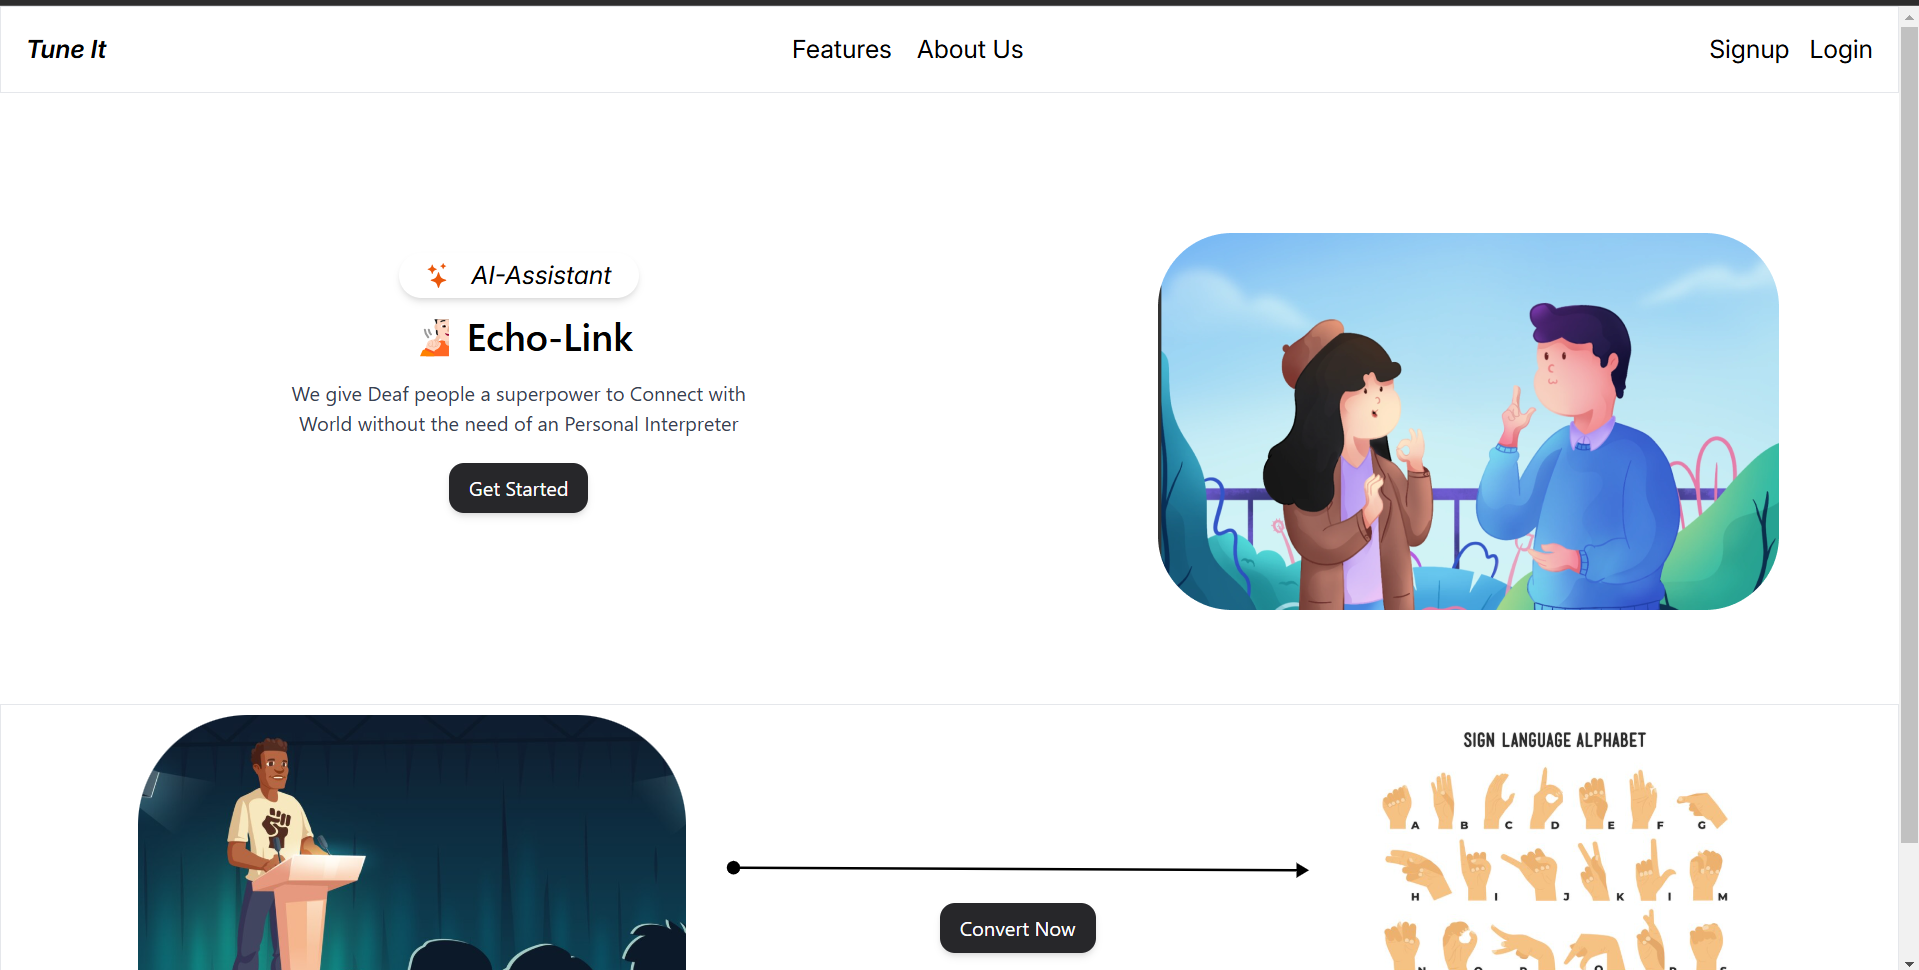 Tune It
Features
About Us
Signup
Login
AI-Assistant
Echo-Link
We give Deaf people a superpower to Connect with
World without the need of an Personal Interpreter
Get Started
SIGN LANGUAGE ALPHABET
A B C D E F G
H I J K L M
Convert Now